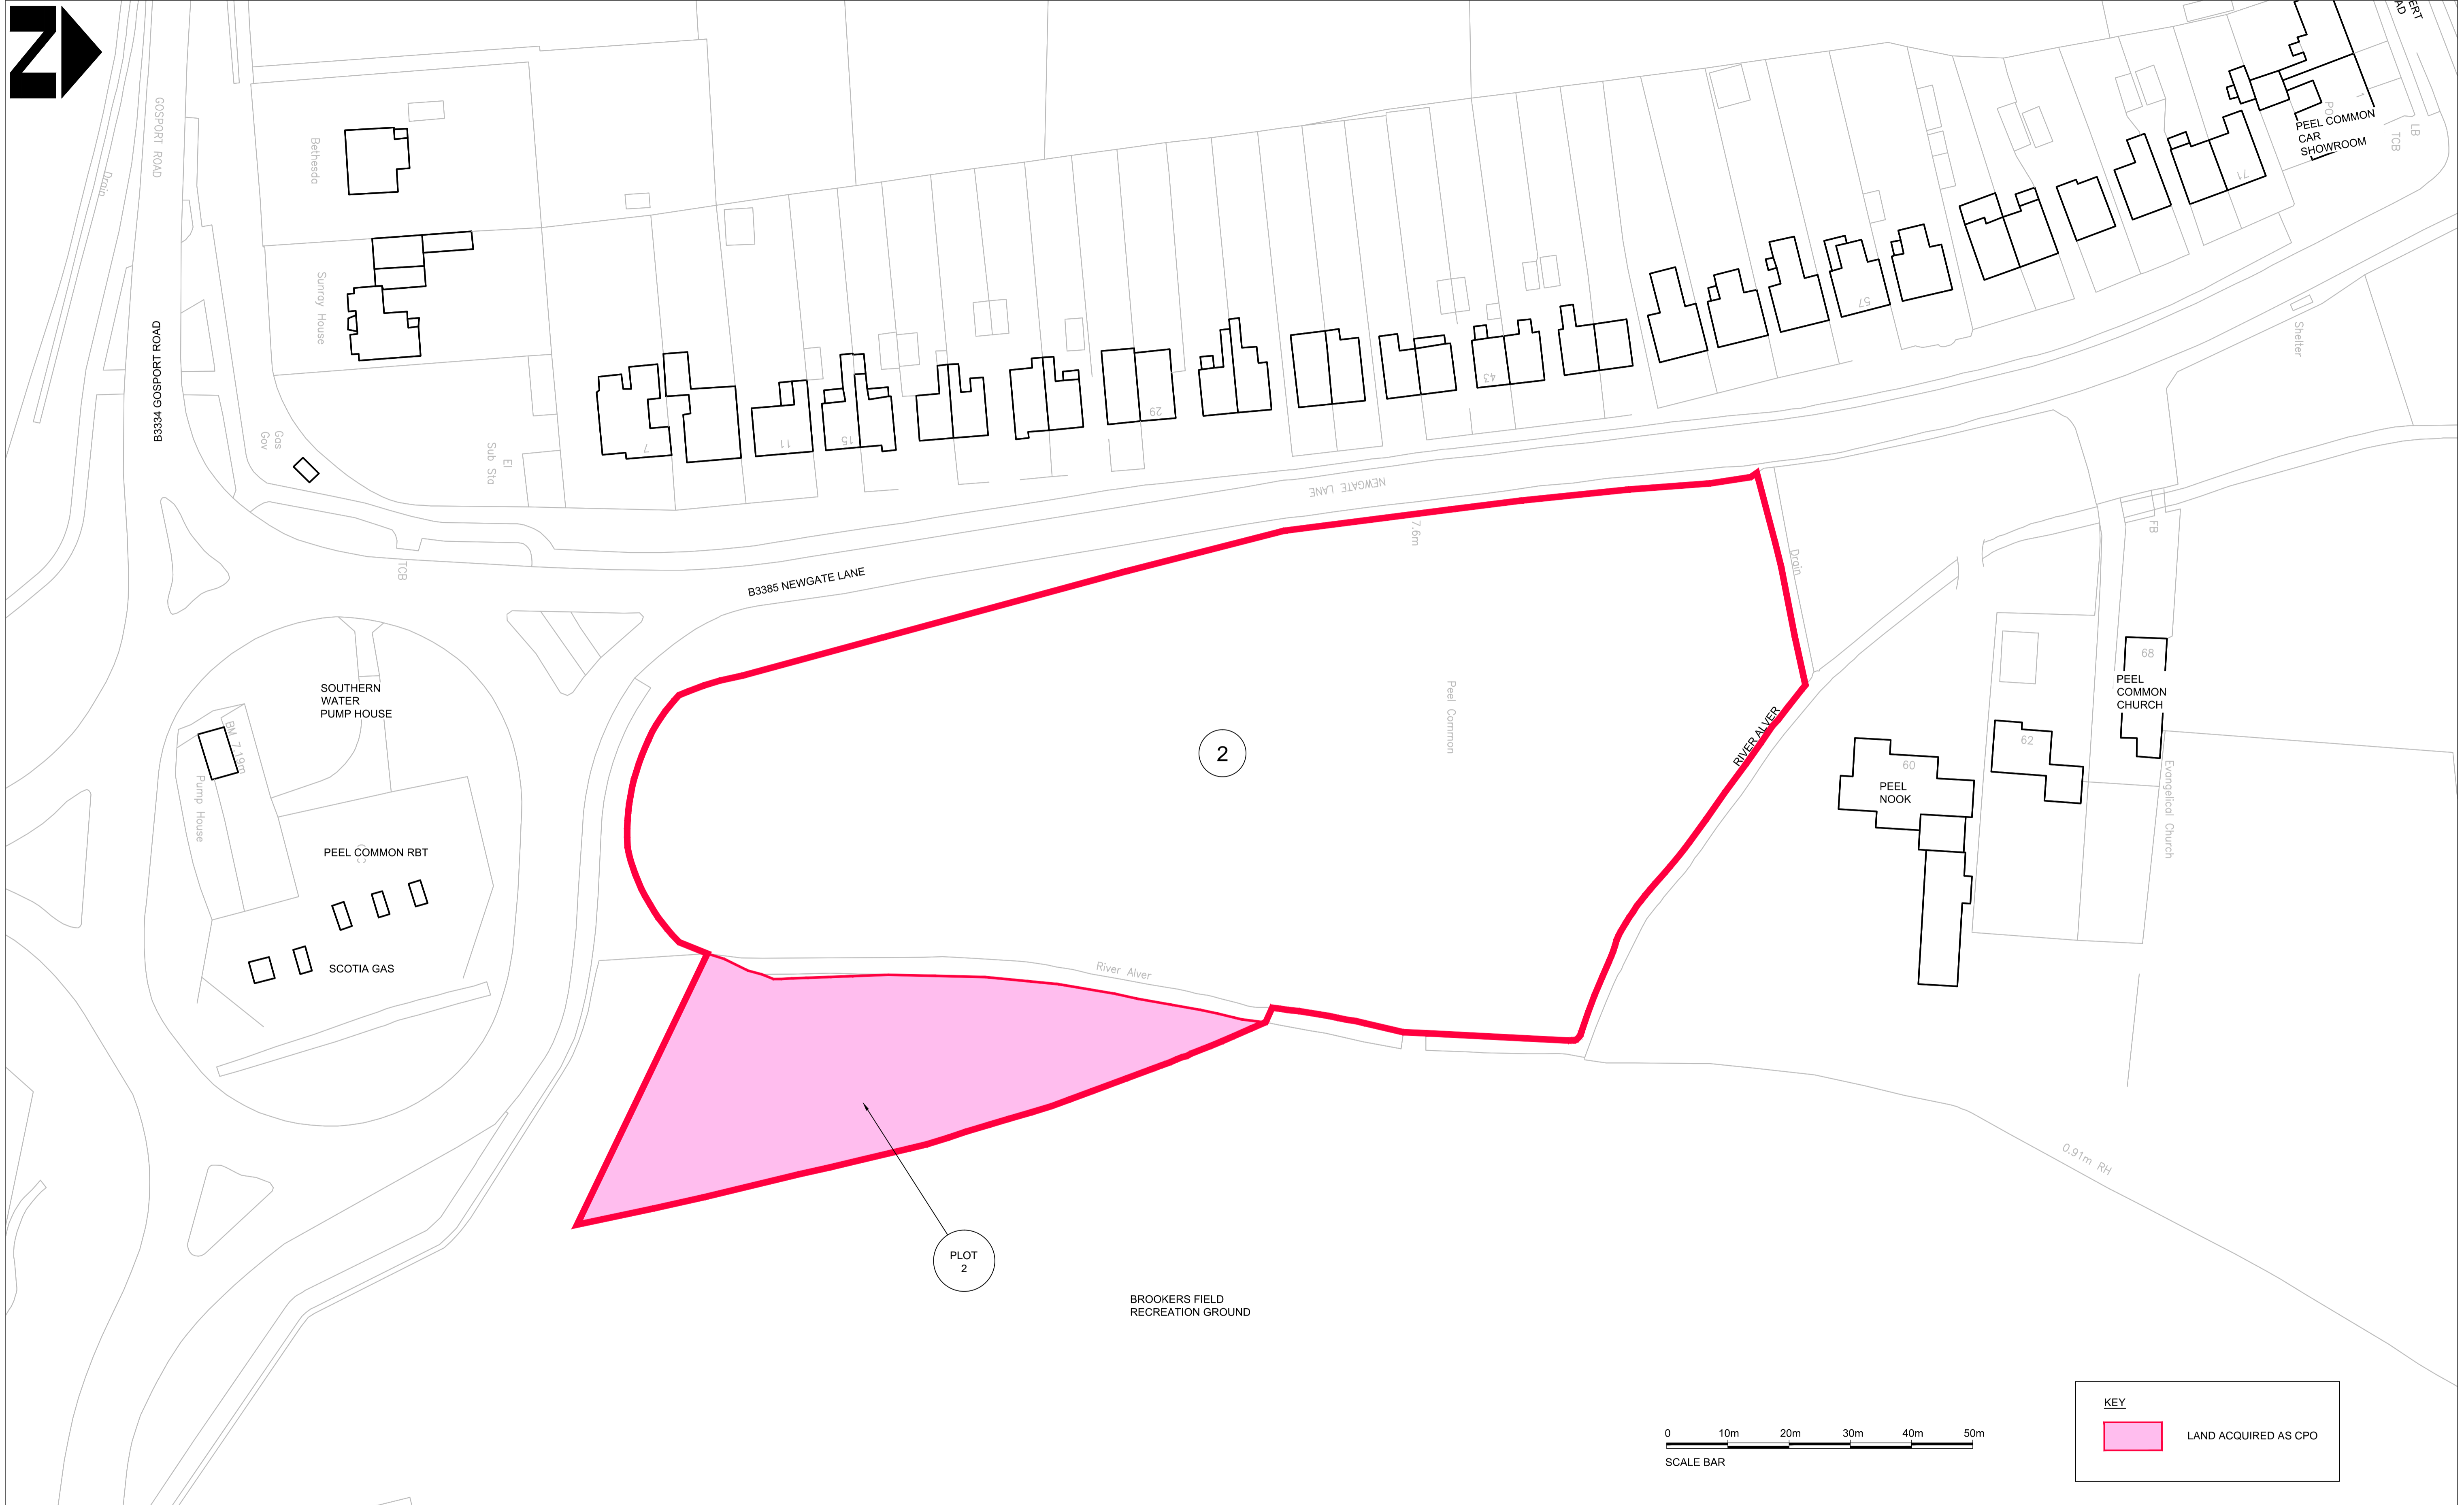 Z
GOSPORT ROAD
Drain
Bethesda
Sunray House
B3334 GOSPORT ROAD
Gas
Gov
El
Sub Sta
TCB
7
11
15
29
43
57
71
PEEL COMMON
CAR
SHOWROOM
LB
TCB
Shelter
NEWGATE LANE
7.6m
B3385 NEWGATE LANE
Drain
FB
SOUTHERN
WATER
PUMP HOUSE
BM 7.19m
Pump House
PEEL COMMON RBT
SCOTIA GAS
2
Peel Common
RIVER ALVER
River Alver
68
PEEL
COMMON
CHURCH
62
60
PEEL
NOOK
Evangelical Church
0.91m RH
PLOT
2
BROOKERS FIELD
RECREATION GROUND
0 10m 20m 30m 40m 50m
SCALE BAR
KEY
LAND ACQUIRED AS CPO